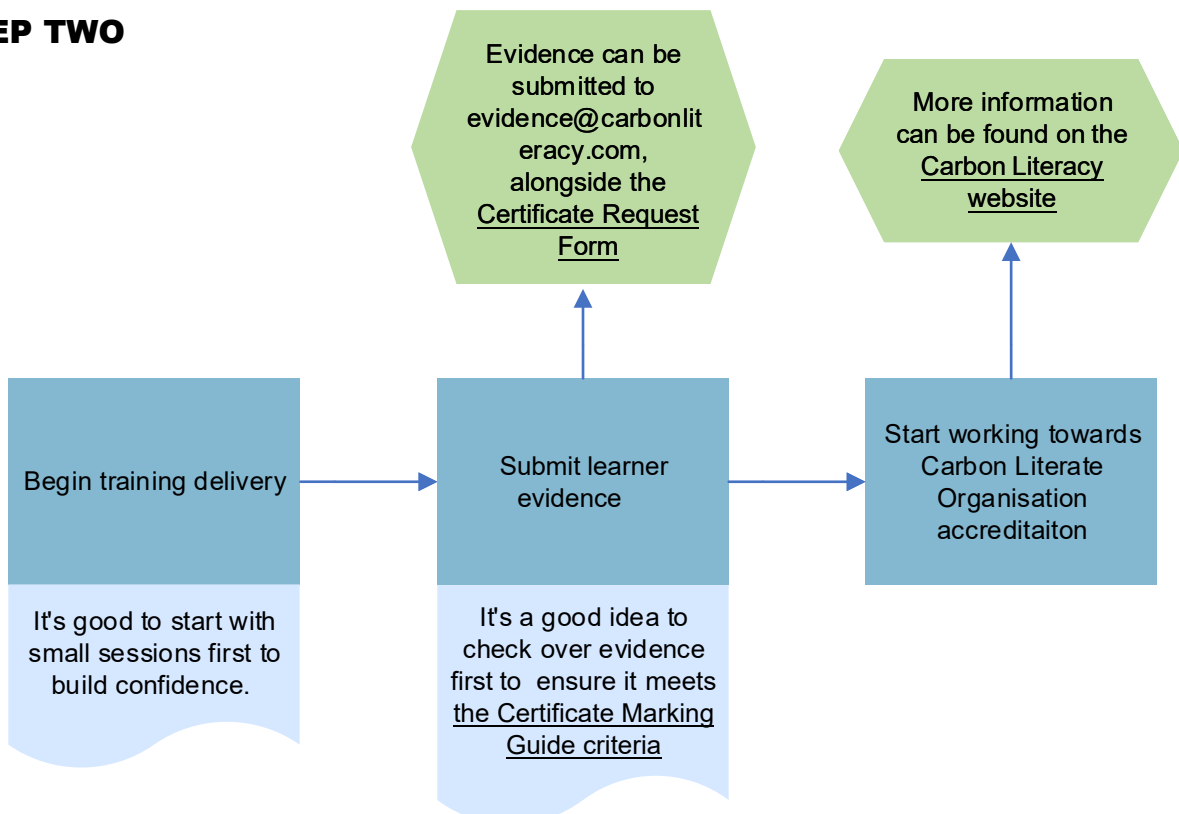 EP TWO
Evidence can be
submitted to
evidence@carbonlit
eracy.com,
alongside the
Certificate Request
Form
More information
can be found on the
Carbon Literacy
website
Begin training delivery
Submit learner
evidence
Start working towards
Carbon Literate
Organisation
accreditaiton
It's good to start with
small sessions first to
build confidence.
It's a good idea to
check over evidence
first to  ensure it meets
the Certificate Marking
Guide criteria